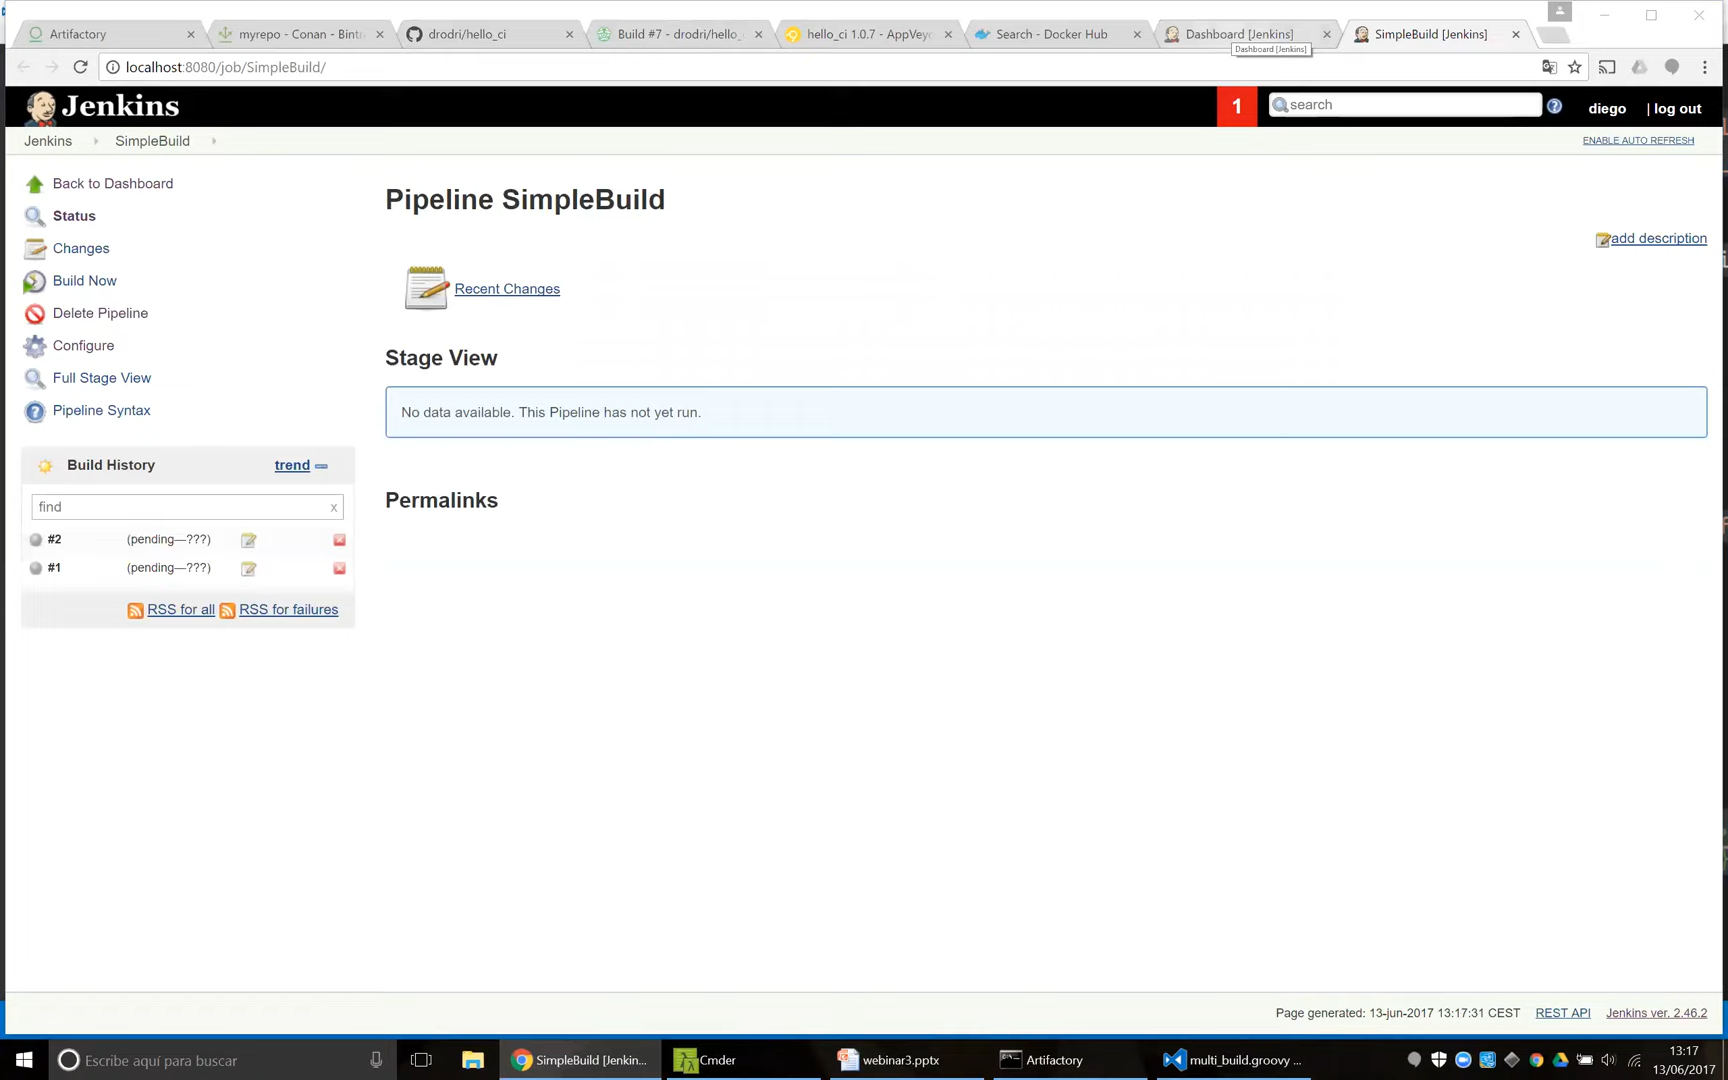 Artifactory
myrepo - Conan - Bintr
drodri/hello_ci
Build #7 - drodri/hello_
hello_ci 1.0.7 - AppVeyo
Search - Docker Hub
Dashboard [Jenkins]
SimpleBuild [Jenkins]
Dashboard [Jenkins]
localhost:8080/job/SimpleBuild/
Jenkins
1
search
diego
| log out
Jenkins
SimpleBuild
ENABLE AUTO REFRESH
Back to Dashboard
Status
Changes
Build Now
Delete Pipeline
Configure
Full Stage View
Pipeline Syntax
Build History
trend
find
x
#2 (pending—???)
#1 (pending—???)
RSS for all
RSS for failures
Pipeline SimpleBuild
add description
Recent Changes
Stage View
No data available. This Pipeline has not yet run.
Permalinks
Page generated: 13-jun-2017 13:17:31 CEST
REST API
Jenkins ver. 2.46.2
Escribe aquí para buscar
SimpleBuild [Jenkin...
Cmder
webinar3.pptx
Artifactory
multi_build.groovy ...
13:17
13/06/2017